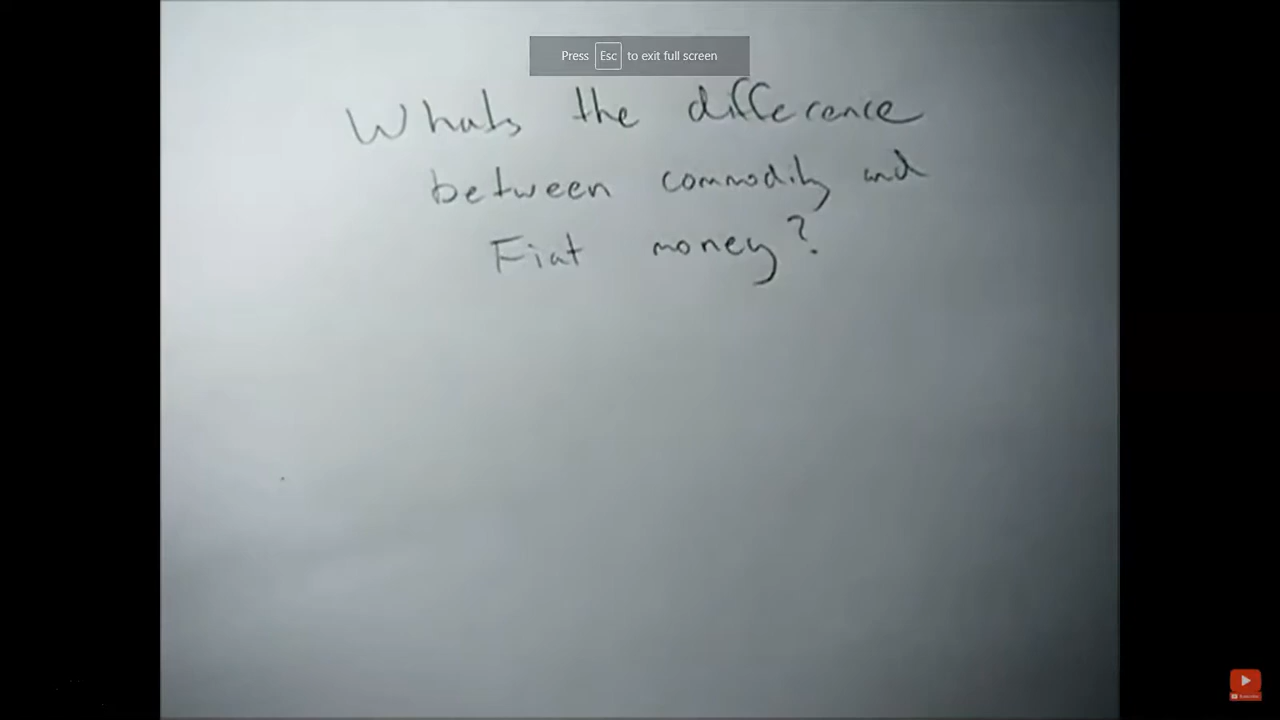 Press Esc to exit full screen
Whats the difference
between commodity and
Fiat money?